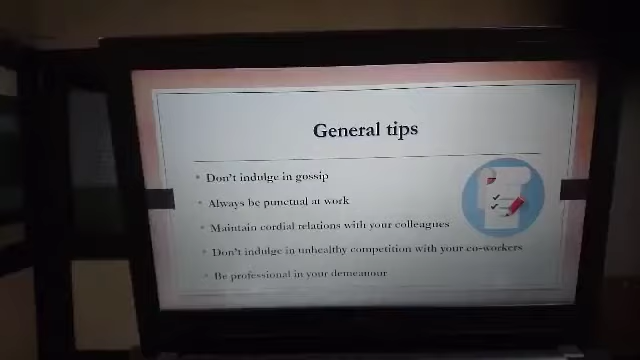 General tips
Don't indulge in gossip
Always be punctual at work
Maintain cordial relations with your colleagues
Don't indulge in unhealthy competition with your co-workers
Be professional in your demeanour